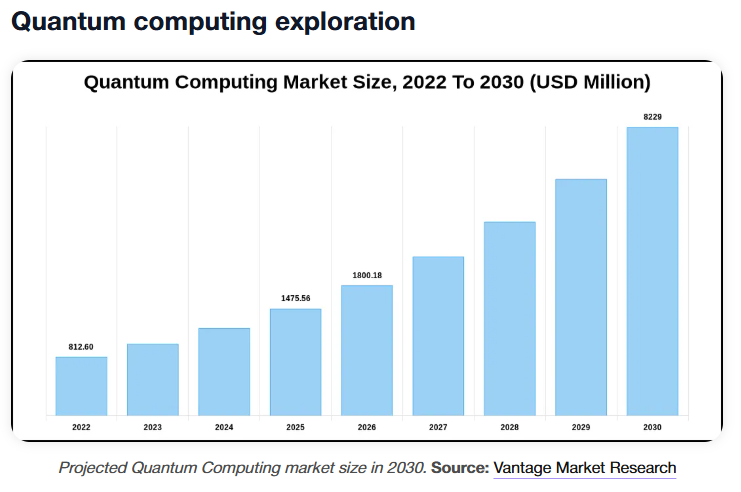 Quantum computing exploration
Quantum Computing Market Size, 2022 To 2030 (USD Million)
8229
1800.18
1475.56
812.60
2022 2023 2024 2025 2026 2027 2028 2029 2030
Projected Quantum Computing market size in 2030. Source: Vantage Market Research